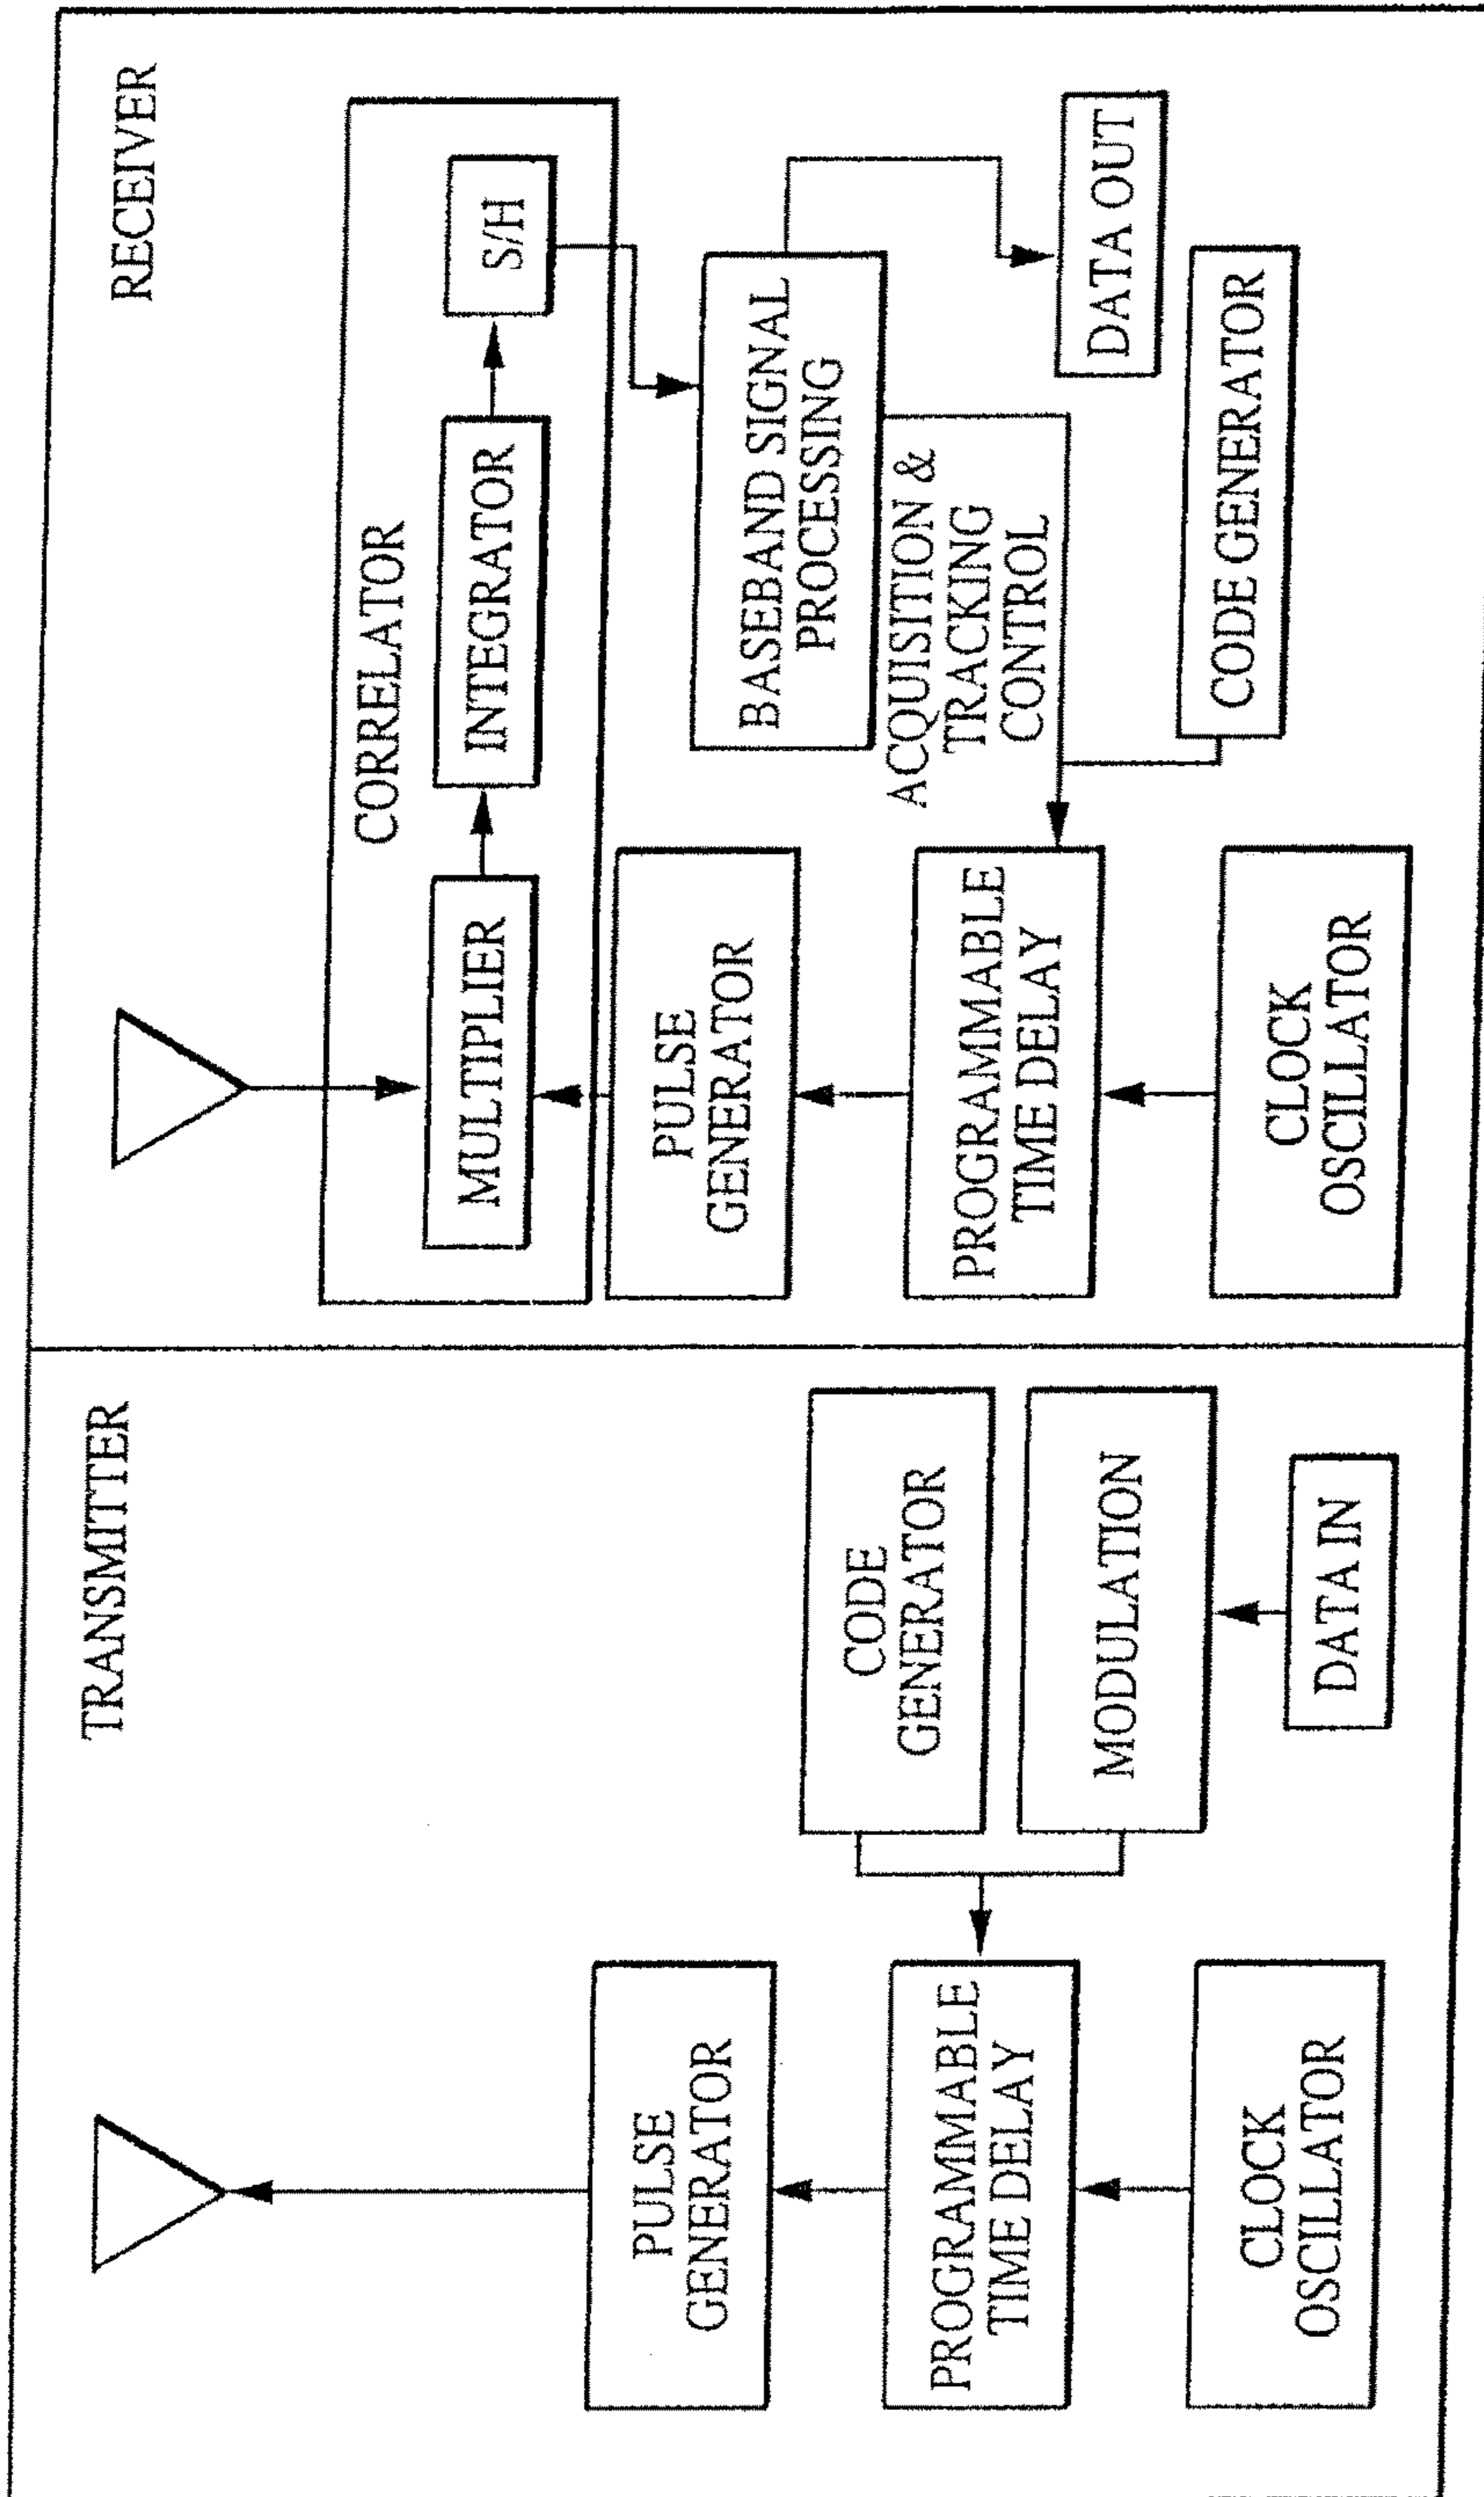 TRANSMITTER
PULSE
GENERATOR
PROGRAMMABLE
TIME DELAY
CLOCK
OSCILLATOR
CODE
GENERATOR
MODULATION
DATA IN
RECEIVER
CORRELATOR
MULTIPLIER
INTEGRATOR
S/H
PULSE
GENERATOR
BASEBAND SIGNAL
PROCESSING
ACQUISITION &
TRACKING
CONTROL
PROGRAMMABLE
TIME DELAY
DATA OUT
CODE GENERATOR
CLOCK
OSCILLATOR